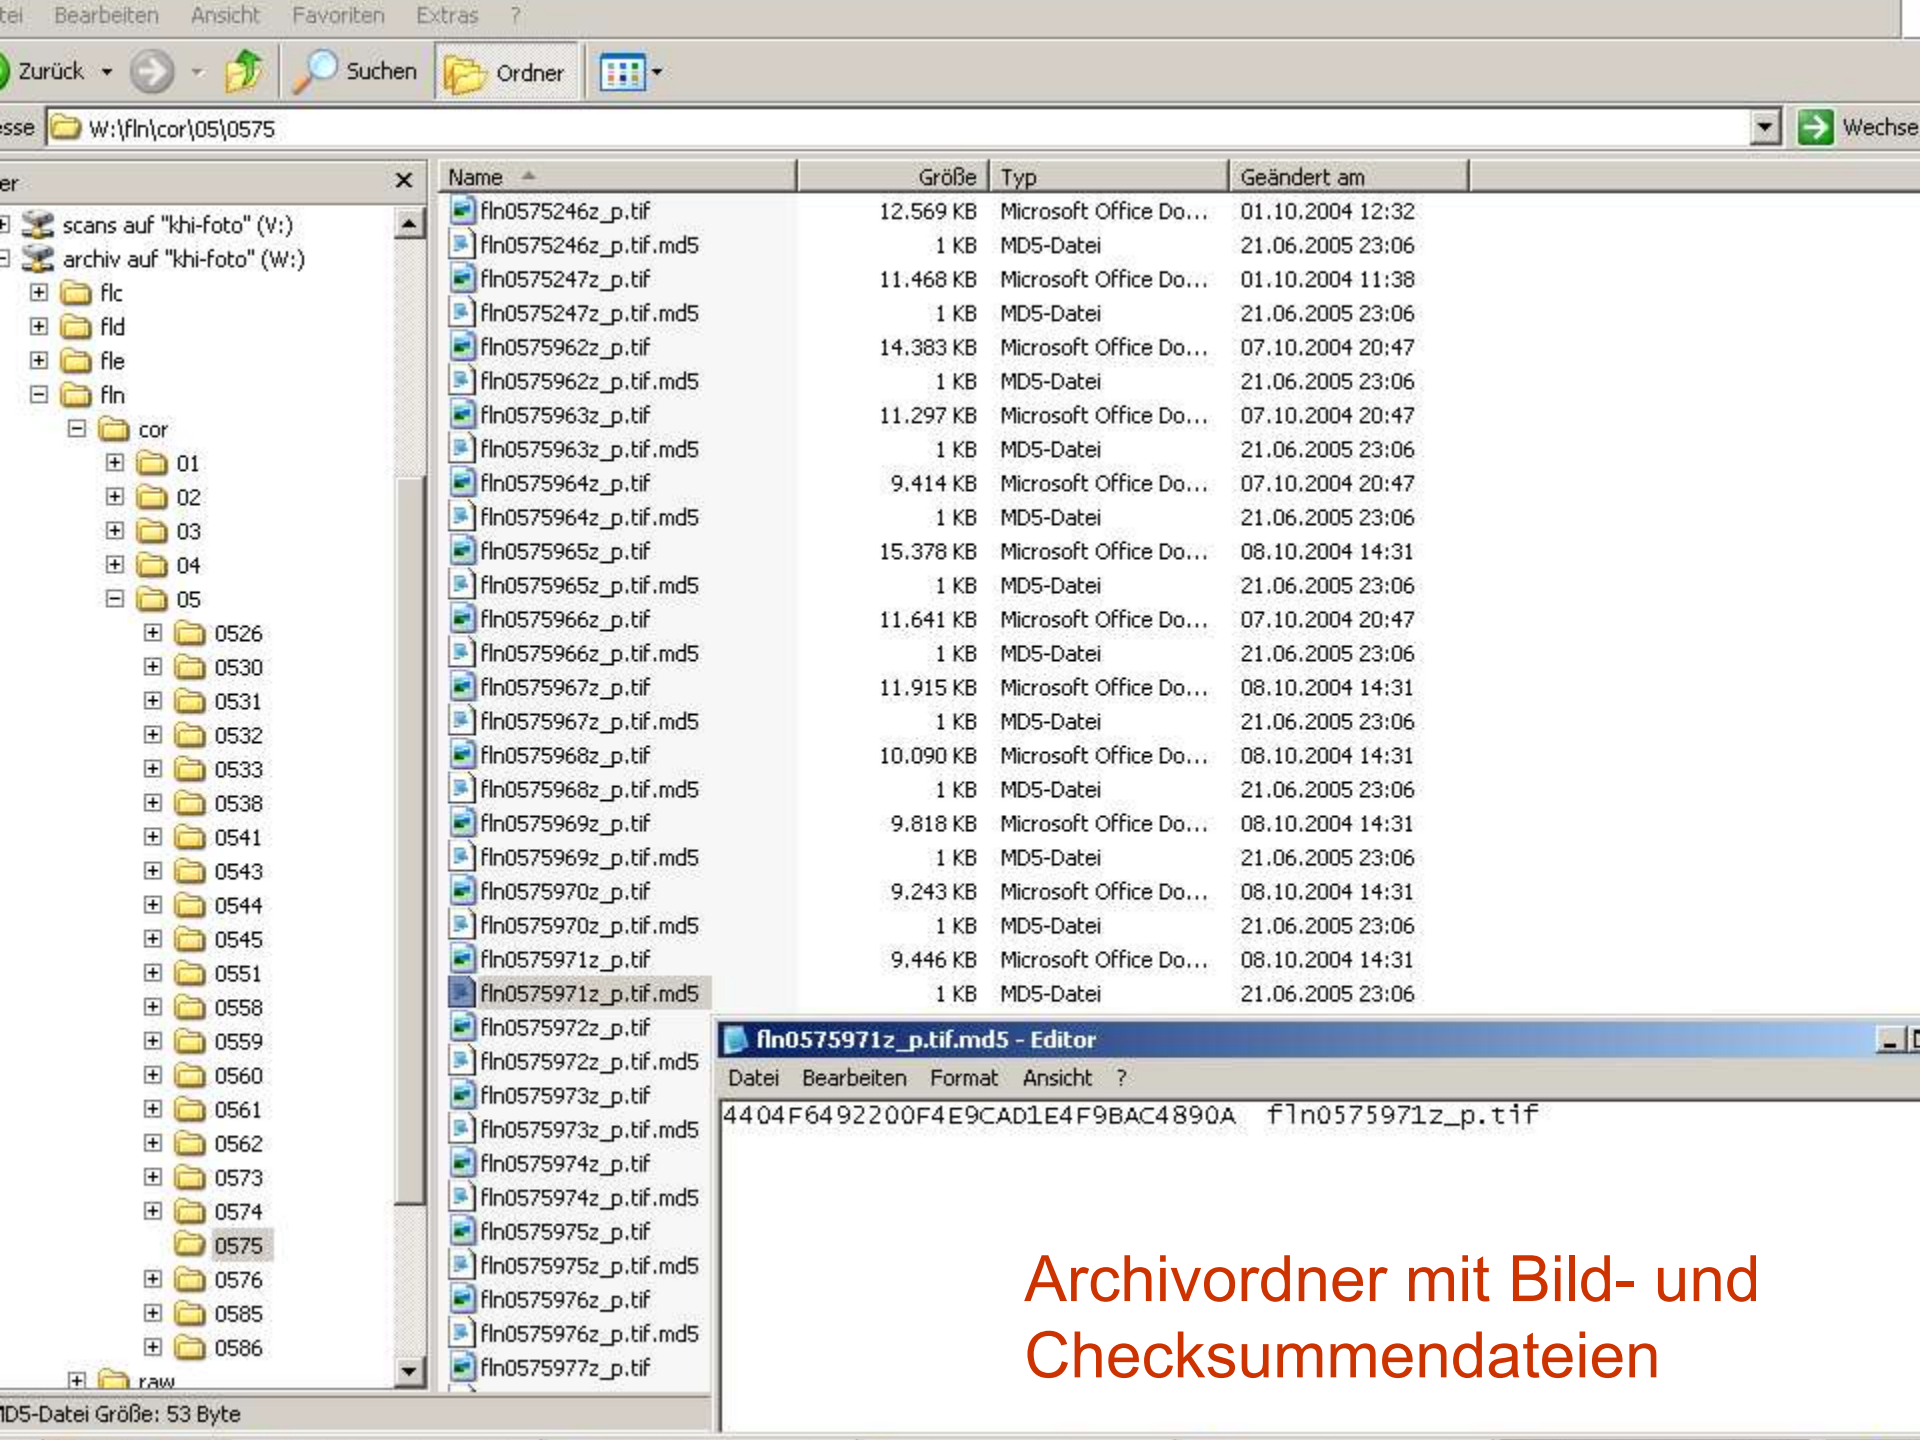 tei Bearbeiten Ansicht Favoriten Extras ?
Zurück Suchen Ordner
esse W:\fln\cor\05\0575 Wechse
er
scans auf "khi-foto" (V:)
archiv auf "khi-foto" (W:)
flc
fld
fle
fln
cor
01
02
03
04
05
0526
0530
0531
0532
0533
0538
0541
0543
0544
0545
0551
0558
0559
0560
0561
0562
0573
0574
0575
0576
0585
0586
raw
Name Größe Typ Geändert am
fln0575246z_p.tif 12.569 KB Microsoft Office Do... 01.10.2004 12:32
fln0575246z_p.tif.md5 1 KB MD5-Datei 21.06.2005 23:06
fln0575247z_p.tif 11.468 KB Microsoft Office Do... 01.10.2004 11:38
fln0575247z_p.tif.md5 1 KB MD5-Datei 21.06.2005 23:06
fln0575962z_p.tif 14.383 KB Microsoft Office Do... 07.10.2004 20:47
fln0575962z_p.tif.md5 1 KB MD5-Datei 21.06.2005 23:06
fln0575963z_p.tif 11.297 KB Microsoft Office Do... 07.10.2004 20:47
fln0575963z_p.tif.md5 1 KB MD5-Datei 21.06.2005 23:06
fln0575964z_p.tif 9.414 KB Microsoft Office Do... 07.10.2004 20:47
fln0575964z_p.tif.md5 1 KB MD5-Datei 21.06.2005 23:06
fln0575965z_p.tif 15.378 KB Microsoft Office Do... 08.10.2004 14:31
fln0575965z_p.tif.md5 1 KB MD5-Datei 21.06.2005 23:06
fln0575966z_p.tif 11.641 KB Microsoft Office Do... 07.10.2004 20:47
fln0575966z_p.tif.md5 1 KB MD5-Datei 21.06.2005 23:06
fln0575967z_p.tif 11.915 KB Microsoft Office Do... 08.10.2004 14:31
fln0575967z_p.tif.md5 1 KB MD5-Datei 21.06.2005 23:06
fln0575968z_p.tif 10.090 KB Microsoft Office Do... 08.10.2004 14:31
fln0575968z_p.tif.md5 1 KB MD5-Datei 21.06.2005 23:06
fln0575969z_p.tif 9.818 KB Microsoft Office Do... 08.10.2004 14:31
fln0575969z_p.tif.md5 1 KB MD5-Datei 21.06.2005 23:06
fln0575970z_p.tif 9.243 KB Microsoft Office Do... 08.10.2004 14:31
fln0575970z_p.tif.md5 1 KB MD5-Datei 21.06.2005 23:06
fln0575971z_p.tif 9.446 KB Microsoft Office Do... 08.10.2004 14:31
fln0575971z_p.tif.md5 1 KB MD5-Datei 21.06.2005 23:06
fln0575972z_p.tif
fln0575972z_p.tif.md5
fln0575973z_p.tif
fln0575973z_p.tif.md5
fln0575974z_p.tif
fln0575974z_p.tif.md5
fln0575975z_p.tif
fln0575975z_p.tif.md5
fln0575976z_p.tif
fln0575976z_p.tif.md5
fln0575977z_p.tif
fln0575971z_p.tif.md5 - Editor
Datei Bearbeiten Format Ansicht ?
4404F6492200F4E9CAD1E4F9BAC4890A fln0575971z_p.tif
Archivordner mit Bild- und
Checksummendateien
MD5-Datei Größe: 53 Byte